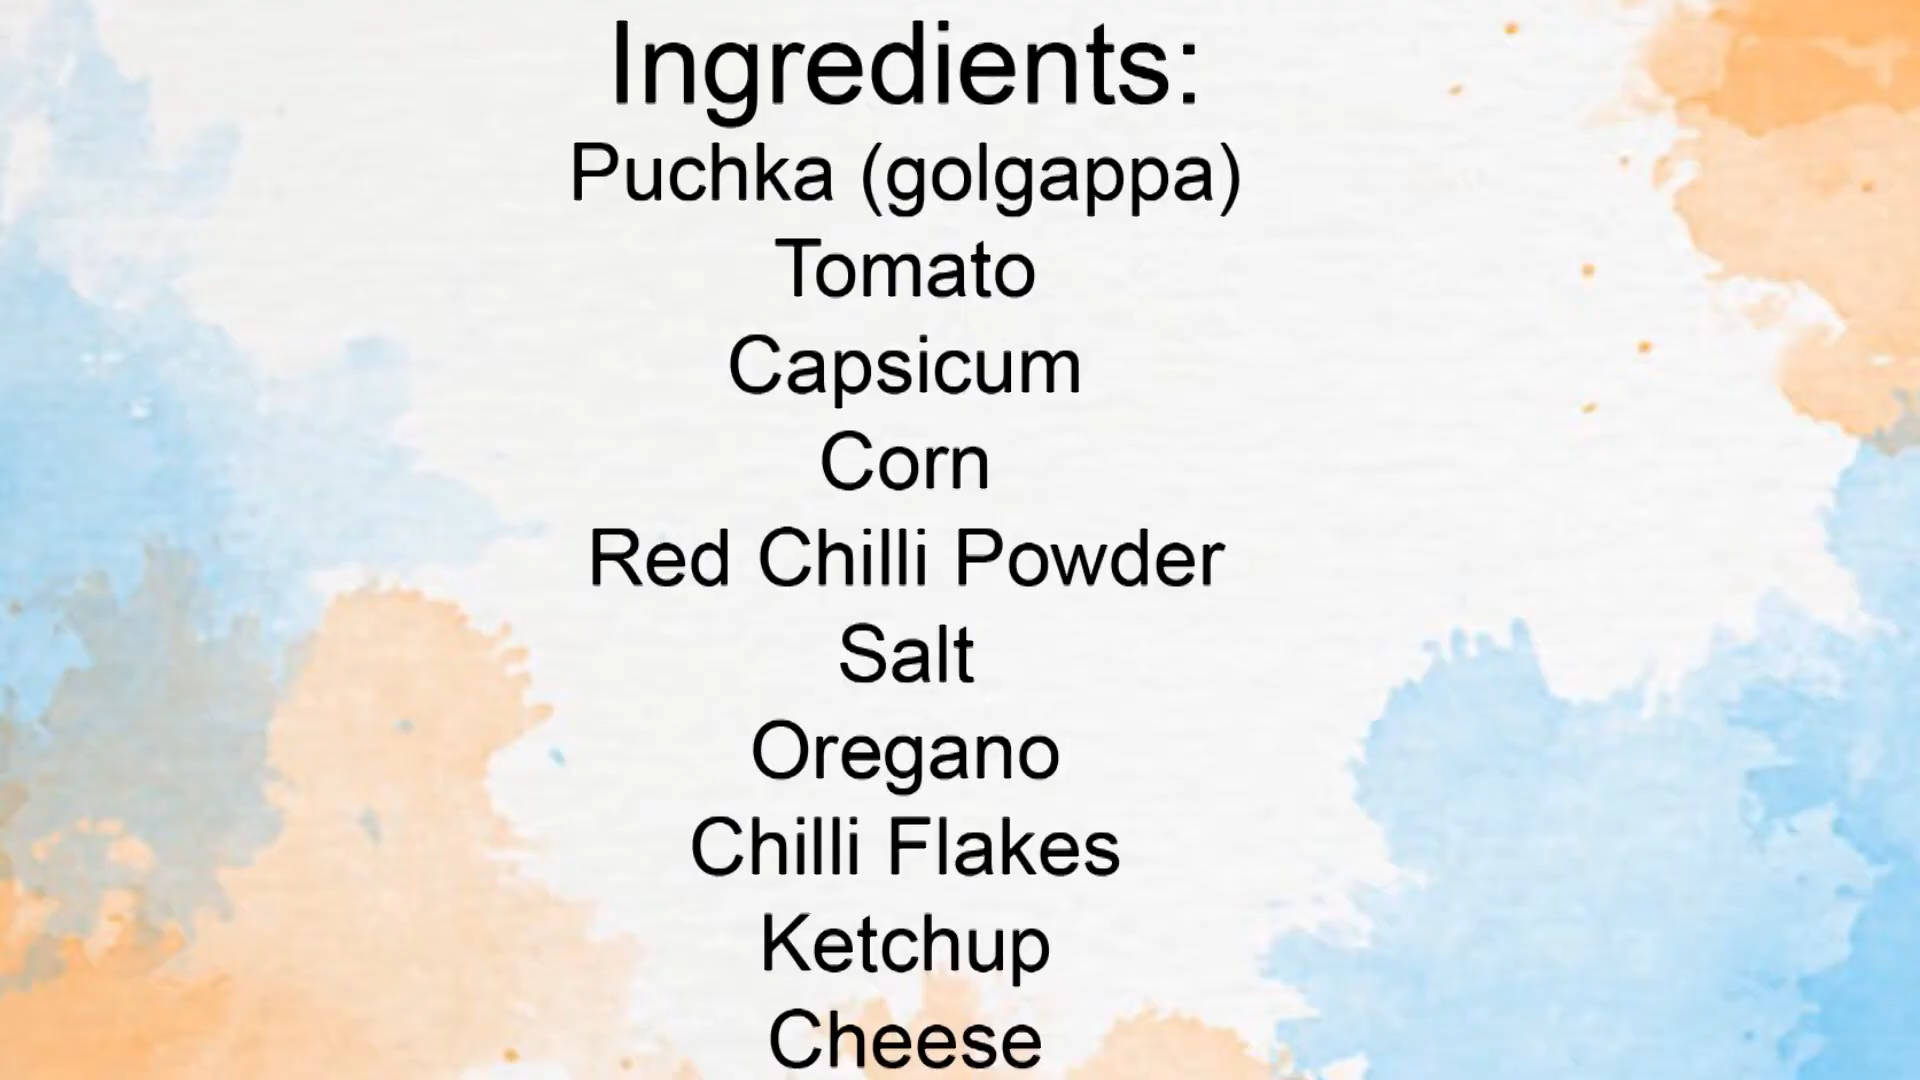 Ingredients:
Puchka (golgappa)
Tomato
Capsicum
Corn
Red Chilli Powder
Salt
Oregano
Chilli Flakes
Ketchup
Cheese